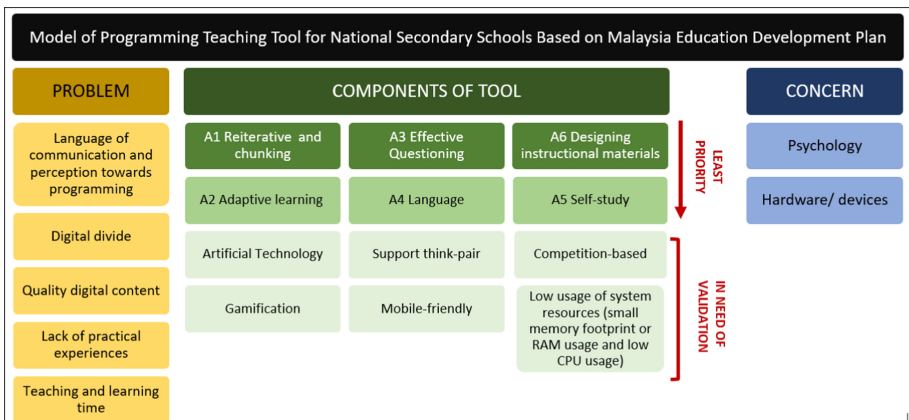 Model of Programming Teaching Tool for National Secondary Schools Based on Malaysia Education Development Plan
PROBLEM
Language of
communication and
perception towards
programming
Digital divide
Quality digital content
Lack of practical
experiences
Teaching and learning
time
COMPONENTS OF TOOL
A1 Reiterative and
chunking
A3 Effective
Questioning
A6 Designing
instructional materials
A2 Adaptive learning
A4 Language
A5 Self-study
Artificial Technology
Support think-pair
Competition-based
Gamification
Mobile-friendly
Low usage of system
resources (small
memory footprint or
RAM usage and low
CPU usage)
LEAST
PRIORITY
IN NEED OF
VALIDATION
CONCERN
Psychology
Hardware/ devices